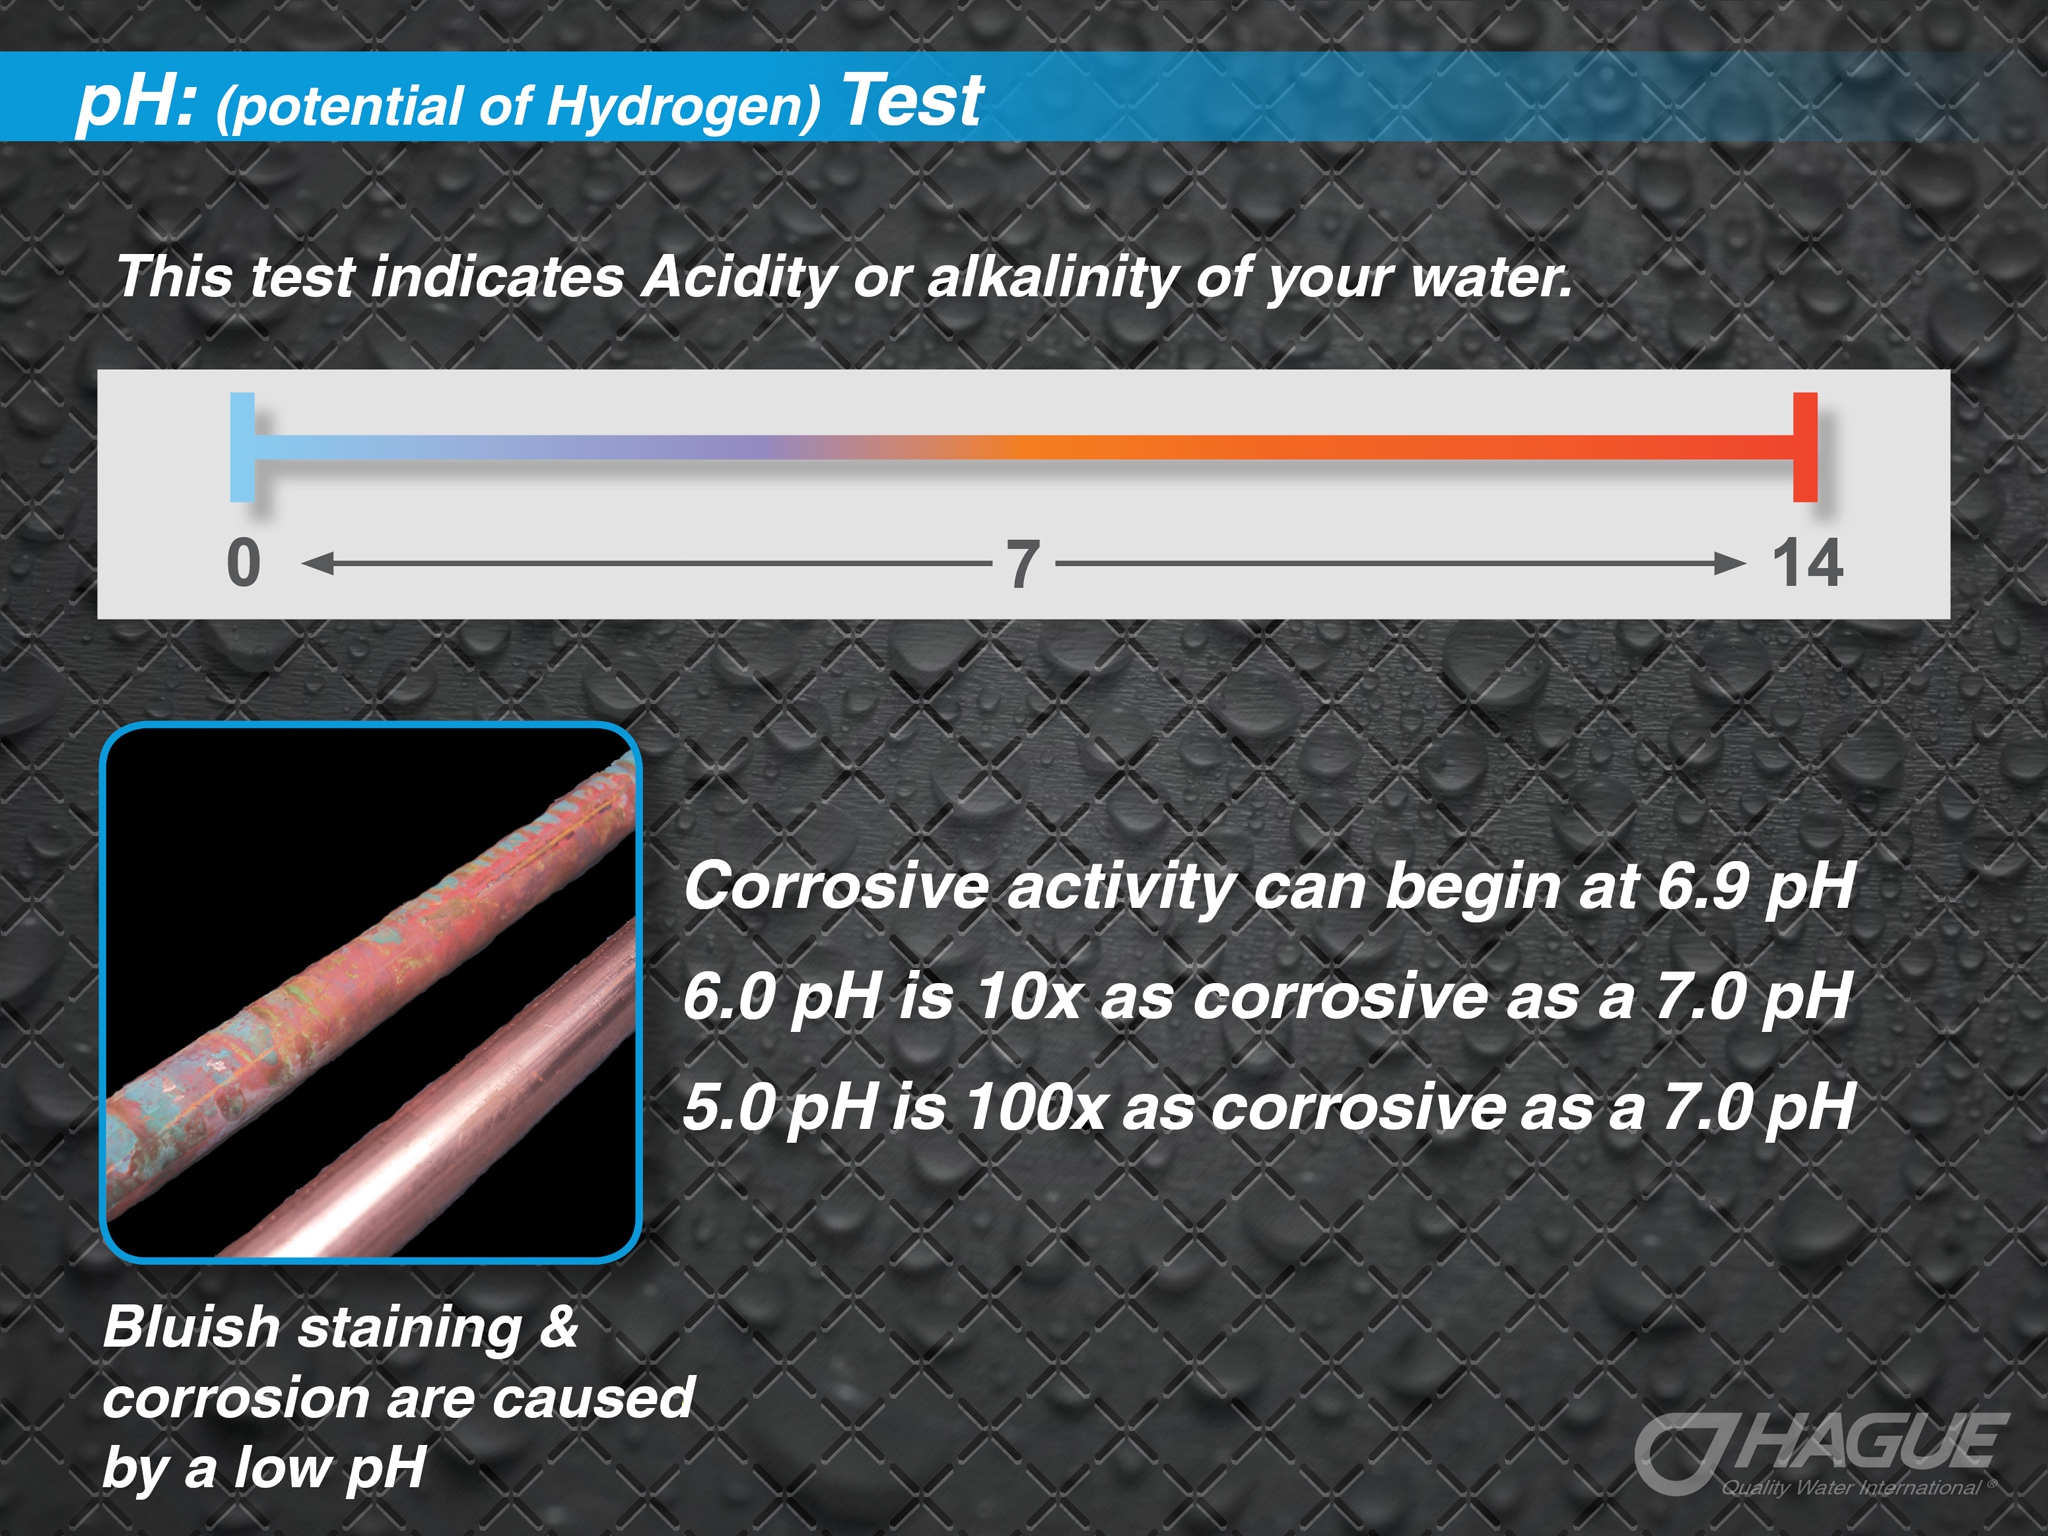 pH: (potential of Hydrogen) Test
This test indicates Acidity or alkalinity of your water.
0 7 14
Corrosive activity can begin at 6.9 pH
6.0 pH is 10x as corrosive as a 7.0 pH
5.0 pH is 100x as corrosive as a 7.0 pH
Bluish staining &
corrosion are caused
by a low pH
HAGUE
Quality Water International ®